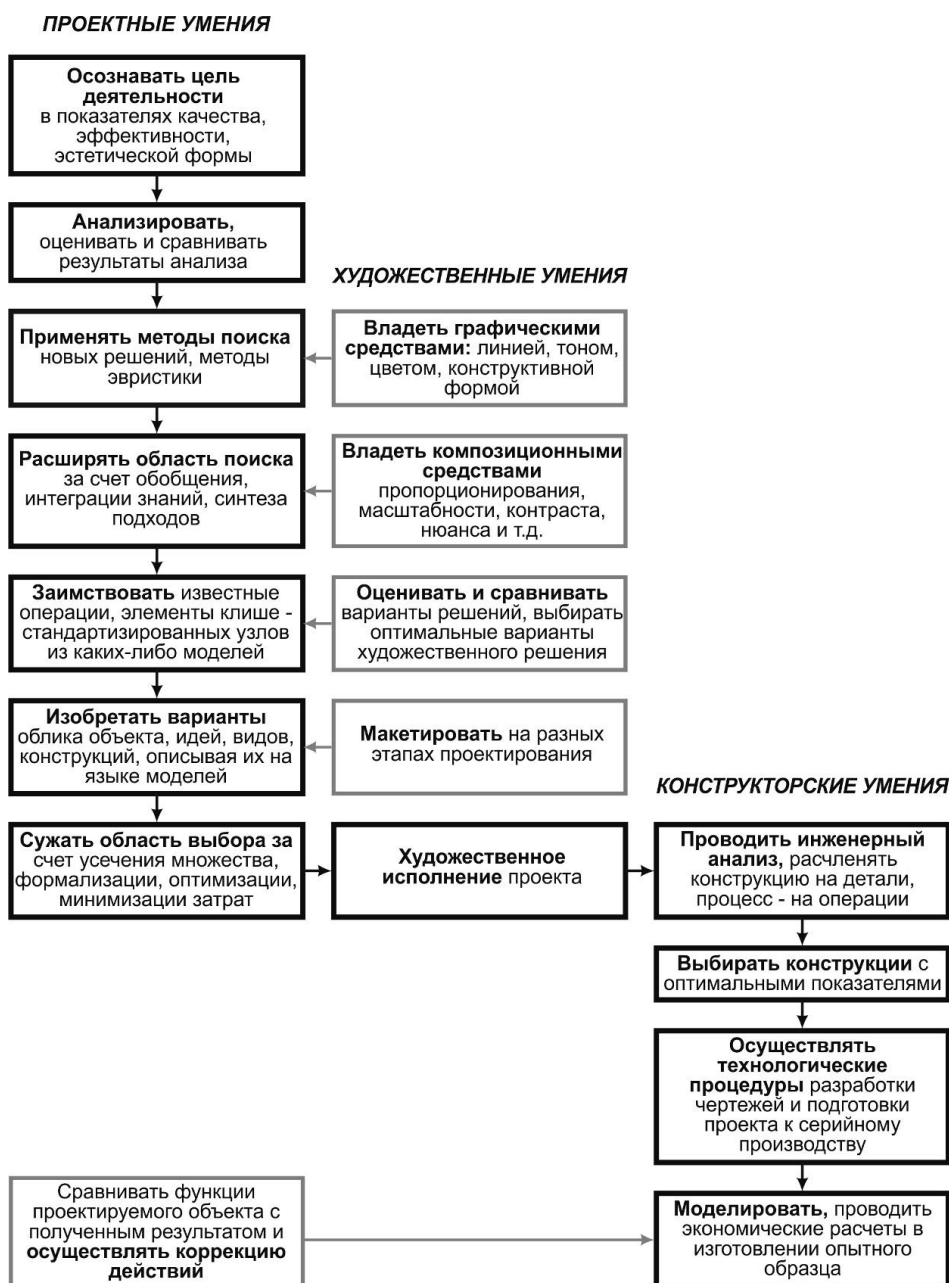 ПРОЕКТНЫЕ УМЕНИЯ
Осознавать цель
деятельности
в показателях качества,
эффективности,
эстетической формы
Анализировать,
оценивать и сравнивать
результаты анализа
ХУДОЖЕСТВЕННЫЕ УМЕНИЯ
Применять методы поиска
новых решений, методы
эвристики
Владеть графическими
средствами: линией, тоном,
цветом, конструктивной
формой
Расширять область поиска
за счет обобщения,
интеграции знаний, синтеза
подходов
Владеть композиционными
средствами
пропорционирования,
масштабности, контраста,
нюанса и т.д.
Заимствовать известные
операции, элементы клише -
стандартизированных узлов
из каких-либо моделей
Оценивать и сравнивать
варианты решений, выбирать
оптимальные варианты
художественного решения
Изобретать варианты
облика объекта, идей, видов,
конструкций, описывая их на
языке моделей
Макетировать на разных
этапах проектирования
КОНСТРУКТОРСКИЕ УМЕНИЯ
Сужать область выбора за
счет усечения множества,
формализации, оптимизации,
минимизации затрат
Художественное
исполнение проекта
Проводить инженерный
анализ, расчленять
конструкцию на детали,
процесс - на операции
Выбирать конструкции с
оптимальными показателями
Осуществлять
технологические
процедуры разработки
чертежей и подготовки
проекта к серийному
производству
Сравнивать функции
проектируемого объекта с
полученным результатом и
осуществлять коррекцию
действий
Моделировать, проводить
экономические расчеты в
изготовлении опытного
образца